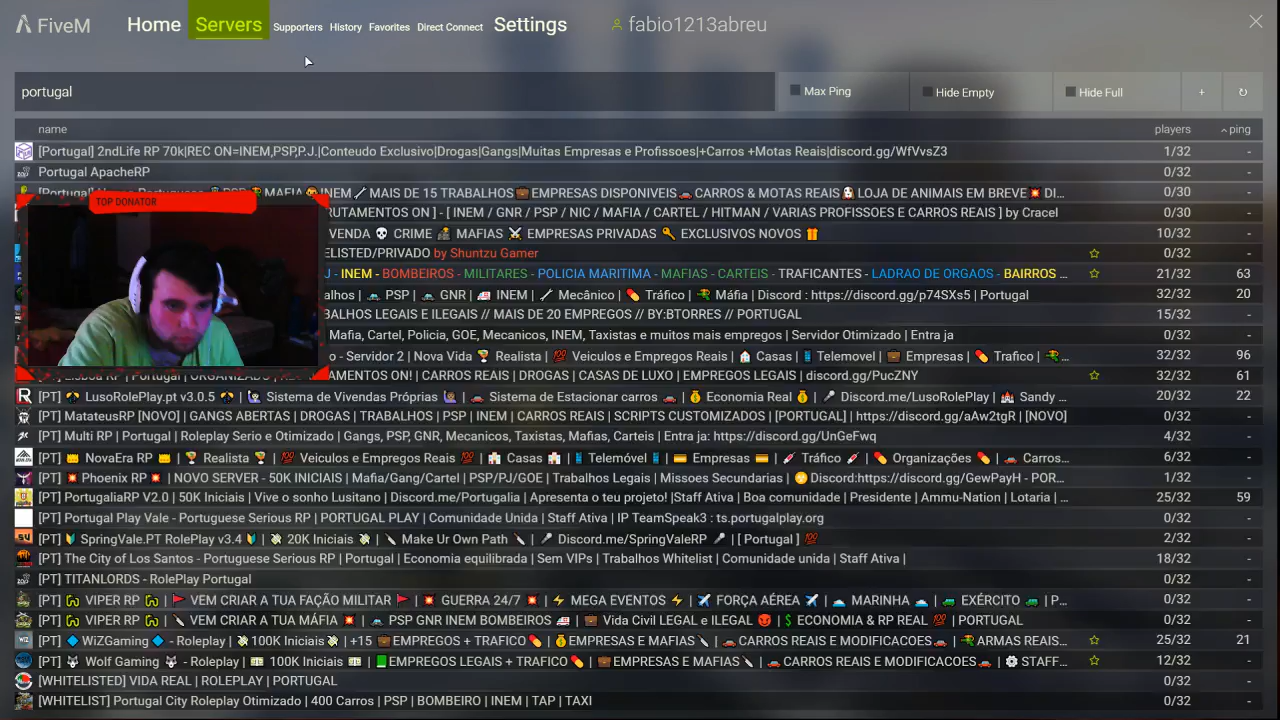 FiveM Home Servers Supporters History Favorites Direct Connect Settings fabio1213abreu
portugal Max Ping Hide Empty Hide Full + ↻
name players ping
[Portugal] 2ndLife RP 70k|REC ON=INEM,PSP,P.J.|Conteudo Exclusivo|Drogas|Gangs|Muitas Empresas e Profissoes|+Carros +Motas Reais|discord.gg/WfVvsZ3 1/32 -
Portugal ApacheRP 0/32 -
MAFIA INEM MAIS DE 15 TRABALHOS EMPRESAS DISPONIVEIS CARROS & MOTAS REAIS LOJA DE ANIMAIS EM BREVE DI... 0/30 -
TOP DONATOR
RUTAMENTOS ON ] - [ INEM / GNR / PSP / NIC / MAFIA / CARTEL / HITMAN / VARIAS PROFISSOES E CARROS REAIS ] by Cracel 0/30 -
VENDA CRIME MAFIAS EMPRESAS PRIVADAS EXCLUSIVOS NOVOS 10/32 -
ELISTED/PRIVADO by Shuntzu Gamer 0/32 -
J - INEM - BOMBEIROS - MILITARES - POLICIA MARITIMA - MAFIAS - CARTEIS - TRAFICANTES - LADRAO DE ORGAOS - BAIRROS ... 21/32 63
alhos | PSP | GNR | INEM | Mecânico | Tráfico | Máfia | Discord : https://discord.gg/p74SXs5 | Portugal 32/32 20
TRABALHOS LEGAIS E ILEGAIS // MAIS DE 20 EMPREGOS // BY:BTORRES // PORTUGAL 15/32 -
Mafia, Cartel, Policia, GOE, Mecanicos, INEM, Taxistas e muitos mais empregos | Servidor Otimizado | Entra ja 0/32 -
o - Servidor 2 | Nova Vida Realista | Veiculos e Empregos Reais | Casas | Telemovel | Empresas | Trafico | ... 32/32 96
Lisboa RP | Portugal | AMENTOS ON! | CARROS REAIS | DROGAS | CASAS DE LUXO | EMPREGOS LEGAIS | discord.gg/PucZNY 32/32 61
[PT] LusoRolePlay.pt v3.0.5 Sistema de Vivendas Próprias Sistema de Estacionar carros Economia Real | Discord.me/LusoRolePlay | Sandy ... 20/32 22
[PT] MatateusRP [NOVO] | GANGS ABERTAS | DROGAS | TRABALHOS | PSP | INEM | CARROS REAIS | SCRIPTS CUSTOMIZADOS | [PORTUGAL] | https://discord.gg/aAw2tgR | [NOVO] 0/32 -
[PT] Multi RP | Portugal | Roleplay Serio e Otimizado | Gangs, PSP, GNR, Mecanicos, Taxistas, Mafias, Carteis | Entra ja: https://discord.gg/UnGeFwq 4/32 -
[PT] NovaEra RP | Realista | Veiculos e Empregos Reais | Casas | Telemóvel | Empreas | Tráfico | Organizações | Carros... 6/32 -
[PT] Phoenix RP | NOVO SERVER - 50K INICIAIS | Mafia/Gang/Cartel | PSP/PJ/GOE | Trabalhos Legais | Missoes Secundarias | Discord:https://discord.gg/GewPayH - POR... 1/32 -
[PT] PortugaliaRP V2.0 | 50K Iniciais | Vive o sonho Lusitano | Discord.me/Portugalia | Apresenta o teu projeto! |Staff Ativa | Boa comunidade | Presidente | Ammu-Nation | Lotaria | ... 25/32 59
[PT] Portugal Play Vale - Portuguese Serious RP | PORTUGAL PLAY | Comunidade Unida | Staff Ativa | IP TeamSpeak3 : ts.portugalplay.org 0/32 -
[PT] SpringVale.PT RolePlay v3.4 | 20K Iniciais | Make Ur Own Path | Discord.me/SpringValeRP | [ Portugal ] 2/32 -
[PT] The City of Los Santos - Portuguese Serious RP | Portugal | Economia equilibrada | Sem VIPs | Trabalhos Whitelist | Comunidade unida | Staff Ativa | 18/32 -
[PT] TITANLORDS - RolePlay Portugal 0/32 -
[PT] VIPER RP | VEM CRIAR A TUA FAÇÃO MILITAR | GUERRA 24/7 | MEGA EVENTOS | FORÇA AÉREA | MARINHA | EXÉRCITO | P... 0/32 -
[PT] VIPER RP | VEM CRIAR A TUA MÁFIA | PSP GNR INEM BOMBEIROS | Vida Civil LEGAL e ILEGAL | ECONOMIA & RP REAL | PORTUGAL 0/32 -
[PT] WiZGaming - Roleplay | 100K Iniciais | +15 EMPREGOS + TRAFICO | EMPRESAS E MAFIAS | CARROS REAIS E MODIFICACOES | ARMAS REAIS... 25/32 21
[PT] Wolf Gaming - Roleplay | 100K Iniciais | EMPREGOS LEGAIS + TRAFICO | EMPRESAS E MAFIAS | CARROS REAIS E MODIFICACOES | STAFF... 12/32 -
[WHITELISTED] VIDA REAL | ROLEPLAY | PORTUGAL 0/32 -
[WHITELIST] Portugal City Roleplay Otimizado | 400 Carros | PSP | BOMBEIRO | INEM | TAP | TAXI 0/32 -